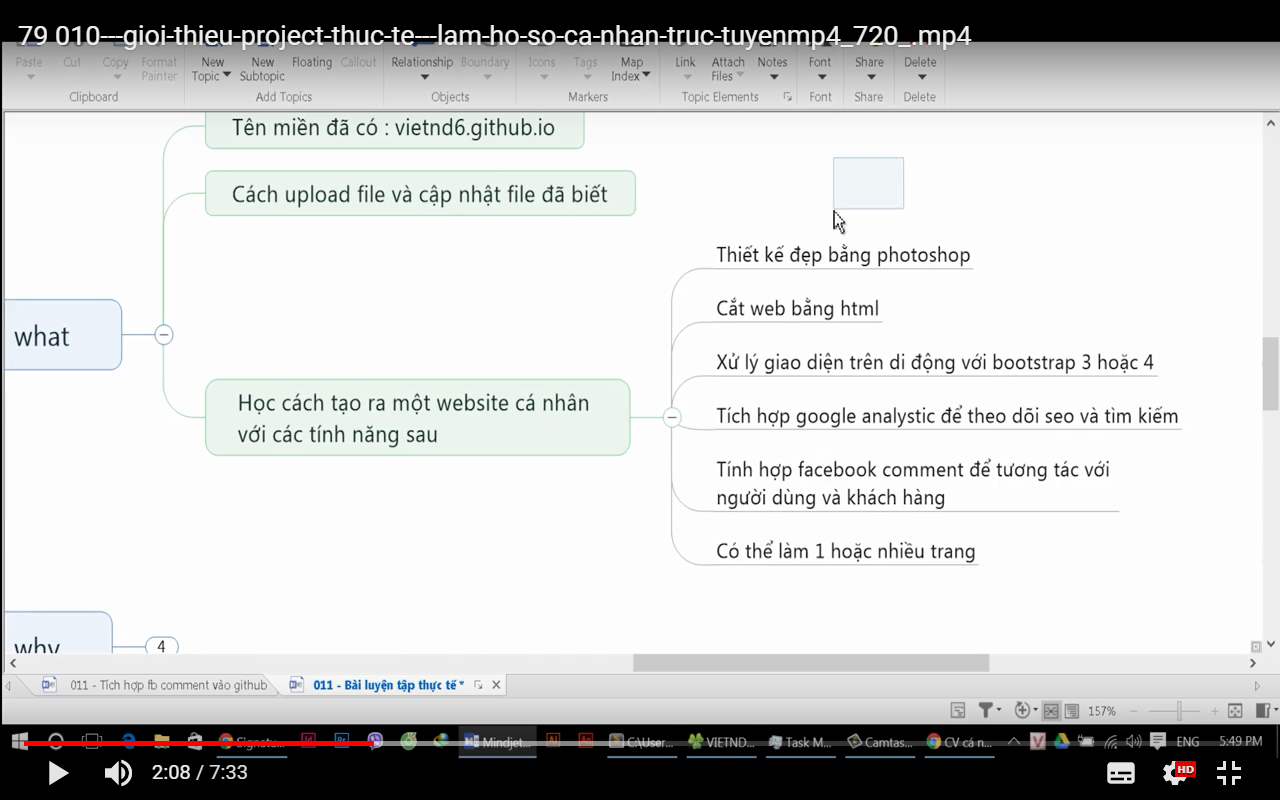 79 010---gioi-thieu-project-thuc-te---lam-ho-so-ca-nhan-truc-tuyenmp4_720_.mp4
Paste Cut Copy Format Painter New Topic New Subtopic Floating Callout Relationship Boundary Icons Tags Map Index Link Attach Files Notes Font Share Delete
Clipboard Add Topics Objects Markers Topic Elements Font Share Delete
Tên miền đã có : vietnd6.github.io
Cách upload file và cập nhật file đã biết
what
Học cách tạo ra một website cá nhân
với các tính năng sau
Thiết kế đẹp bằng photoshop
Cắt web bằng html
Xử lý giao diện trên di động với bootstrap 3 hoặc 4
Tích hợp google analystic để theo dõi seo và tìm kiếm
Tính hợp facebook comment để tương tác với
người dùng và khách hàng
Có thể làm 1 hoặc nhiều trang
why 4
011 - Tích hợp fb comment vào github 011 - Bài luyện tập thực tế *
157%
Signatu... Mindjet... C:\User... VIETND... Task M... Camtas... CV cá n... ENG 5:49 PM
2:08 / 7:33 HD